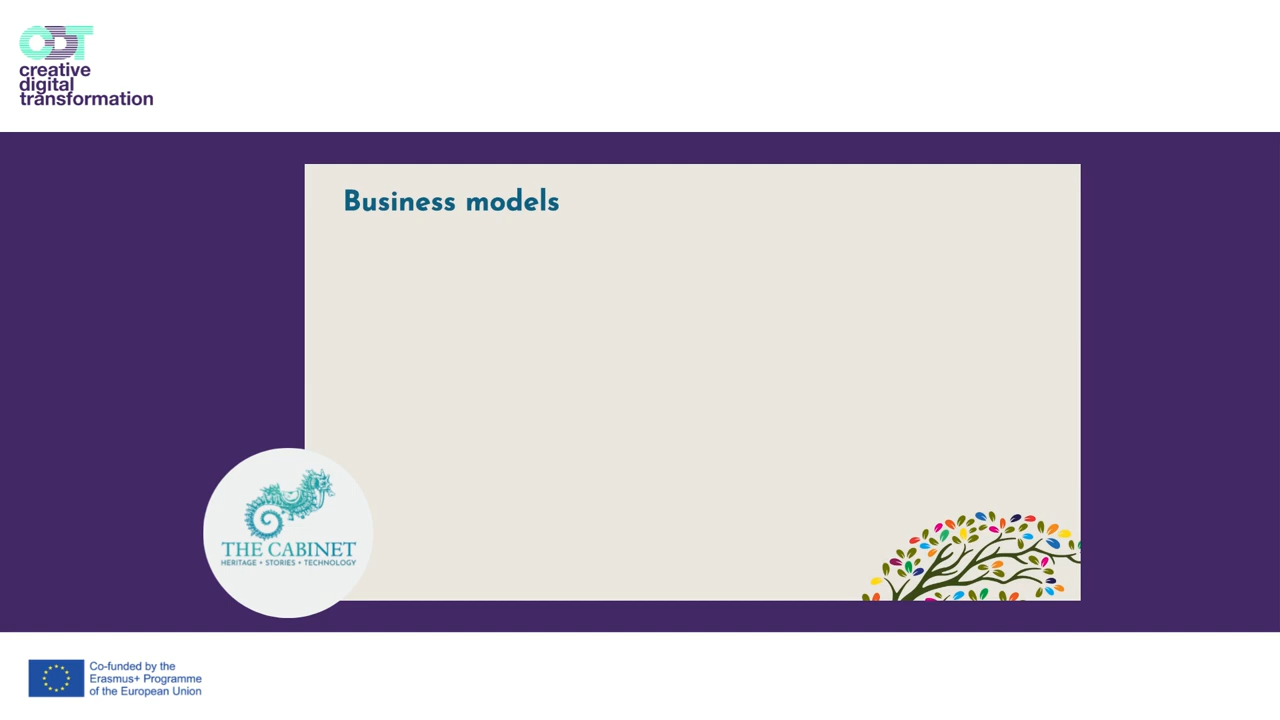 CDT
creative
digital
transformation
Business models
THE CABINET
HERITAGE • STORIES • TECHNOLOGY
Co-funded by the
Erasmus+ Programme
of the European Union